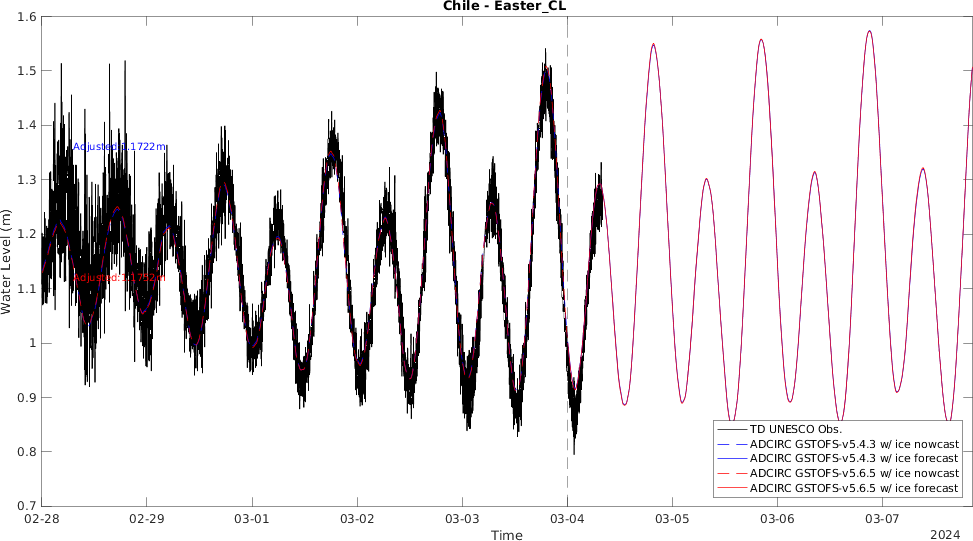 Chile - Easter_CL
Water Level (m)
1.6
1.5
1.4
1.3
1.2
1.1
1
0.9
0.8
0.7
Adjusted:1.1722m
TD UNESCO Obs.
ADCIRC GSTOFS-v5.4.3 w/ ice nowcast
ADCIRC GSTOFS-v5.4.3 w/ ice forecast
ADCIRC GSTOFS-v5.6.5 w/ ice nowcast
ADCIRC GSTOFS-v5.6.5 w/ ice forecast
02-28 02-29 03-01 03-02 03-03 03-04 03-05 03-06 03-07
Time
2024